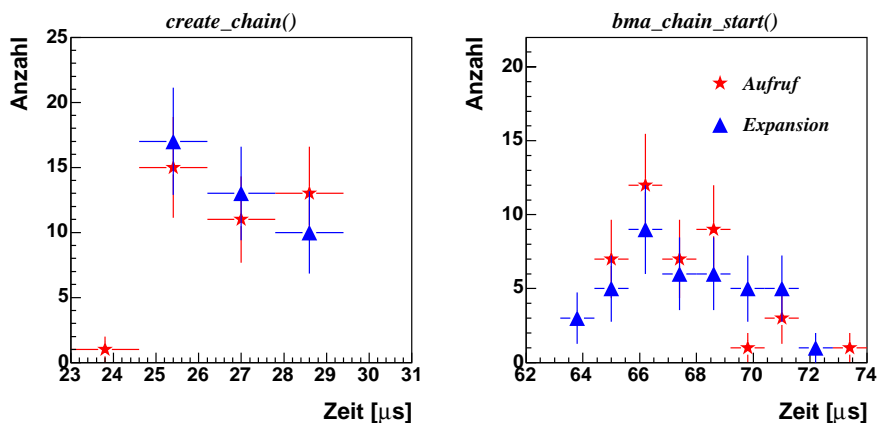 create_chain()
Anzahl
25
20
15
10
5
0
23 24 25 26 27 28 29 30 31
Zeit [μs]
bma_chain_start()
Anzahl
20
15
10
5
0
62 64 66 68 70 72 74
Zeit [μs]
Aufruf
Expansion